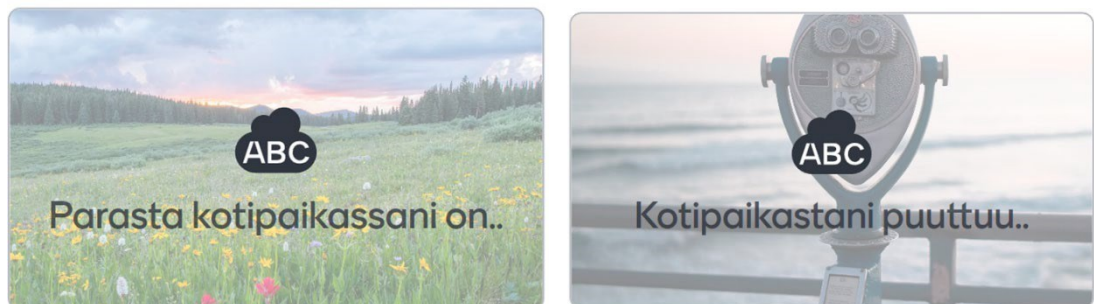 ABC
Parasta kotipaikassani on..
ABC
Kotipaikastani puuttuu..